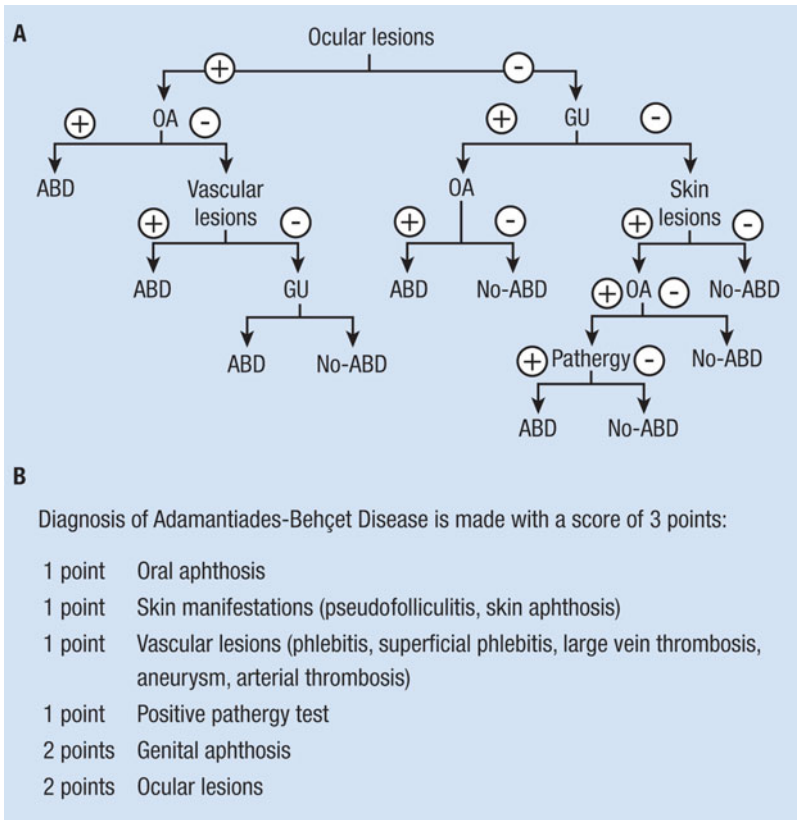 A
Ocular lesions
+ -
OA GU
+ - + -
ABD Vascular lesions OA Skin lesions
+ - + - + -
ABD GU ABD No-ABD OA No-ABD
+ -
ABD No-ABD Pathergy No-ABD
+ -
ABD No-ABD
B
Diagnosis of Adamantiades-Behçet Disease is made with a score of 3 points:
1 point Oral aphthosis
1 point Skin manifestations (pseudofolliculitis, skin aphthosis)
1 point Vascular lesions (phlebitis, superficial phlebitis, large vein thrombosis,
aneurysm, arterial thrombosis)
1 point Positive pathergy test
2 points Genital aphthosis
2 points Ocular lesions